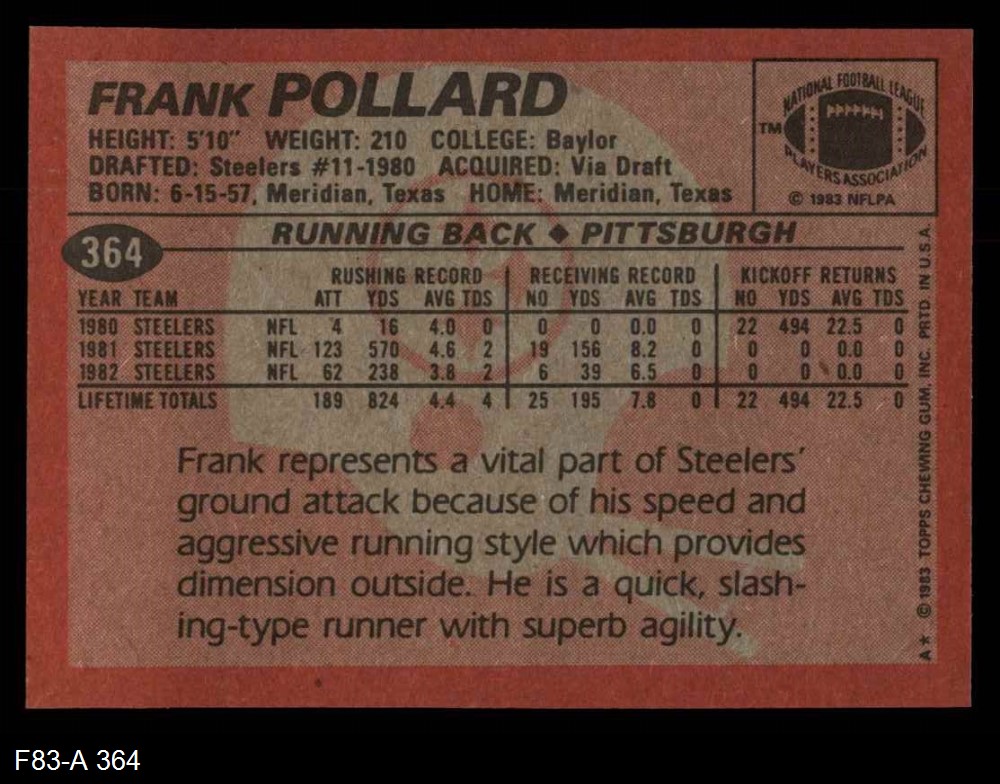 FRANK POLLARD
HEIGHT: 5'10" WEIGHT: 210 COLLEGE: Baylor
DRAFTED: Steelers #11-1980 ACQUIRED: Via Draft
BORN: 6-15-57, Meridian, Texas HOME: Meridian, Texas
NATIONAL FOOTBALL LEAGUE
TM
PLAYERS ASSOCIATION
© 1983 NFLPA
364
RUNNING BACK ♦ PITTSBURGH
RUSHING RECORD RECEIVING RECORD KICKOFF RETURNS
YEAR TEAM ATT YDS AVG TDS NO YDS AVG TDS NO YDS AVG TDS
1980 STEELERS NFL 4 16 4.0 0 0 0 0.0 0 22 494 22.5 0
1981 STEELERS NFL 123 570 4.6 2 19 156 8.2 0 0 0 0.0 0
1982 STEELERS NFL 62 238 3.8 2 6 39 6.5 0 0 0 0.0 0
LIFETIME TOTALS 189 824 4.4 4 25 195 7.8 0 22 494 22.5 0
Frank represents a vital part of Steelers'
ground attack because of his speed and
aggressive running style which provides
dimension outside. He is a quick, slash-
ing-type runner with superb agility.
A* © 1983 TOPPS CHEWING GUM, INC. PRTD IN U.S.A.
F83-A 364